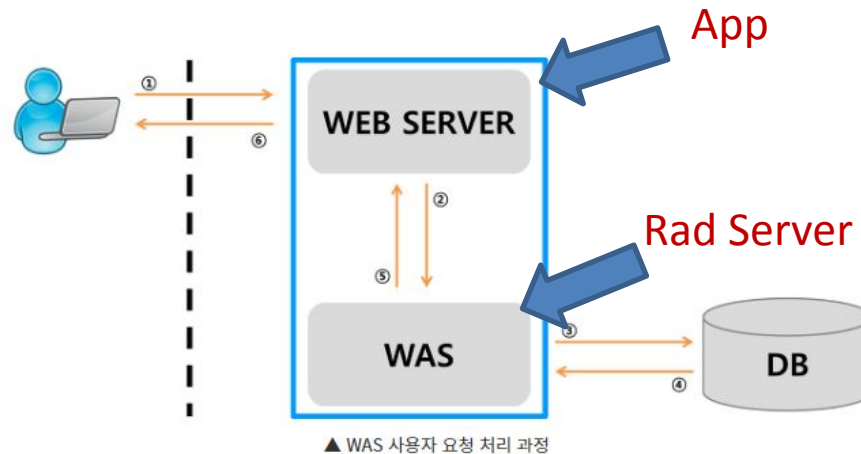 App
①
WEB SERVER
⑥
②
Rad Server
⑤
③
WAS
DB
④
▲ WAS 사용자 요청 처리 과정